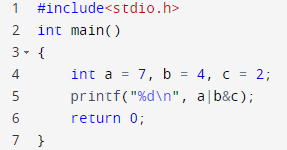 1 #include<stdio.h>
2 int main()
3 {
4     int a = 7, b = 4, c = 2;
5     printf("%d\n", a|b&c);
6     return 0;
7 }